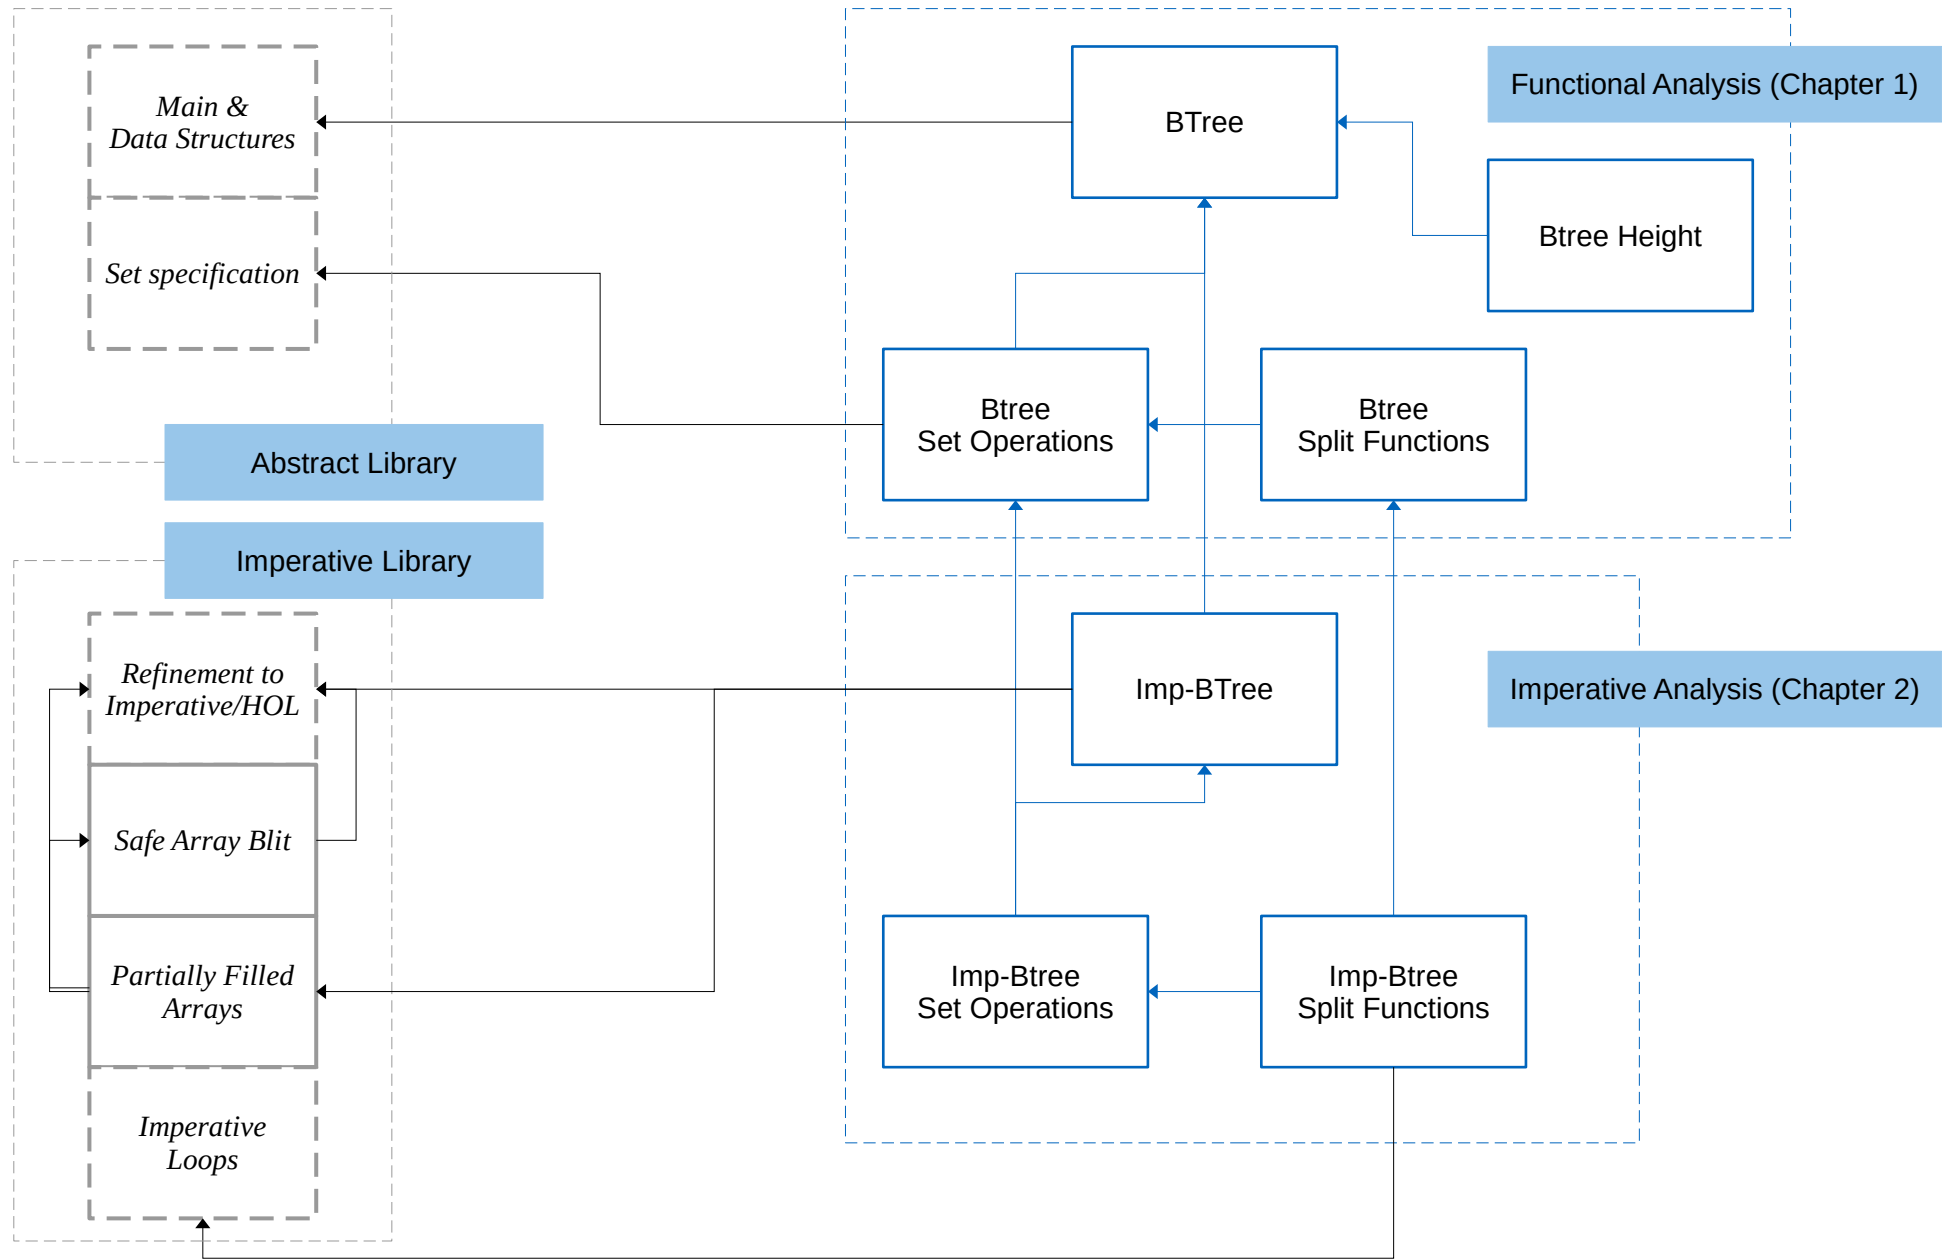 Main &
Data Structures
Set specification
Abstract Library
BTree
Functional Analysis (Chapter 1)
Btree Height
Btree
Set Operations
Btree
Split Functions
Imperative Library
Refinement to
Imperative/HOL
Safe Array Blit
Partially Filled
Arrays
Imperative
Loops
Imp-BTree
Imperative Analysis (Chapter 2)
Imp-Btree
Set Operations
Imp-Btree
Split Functions